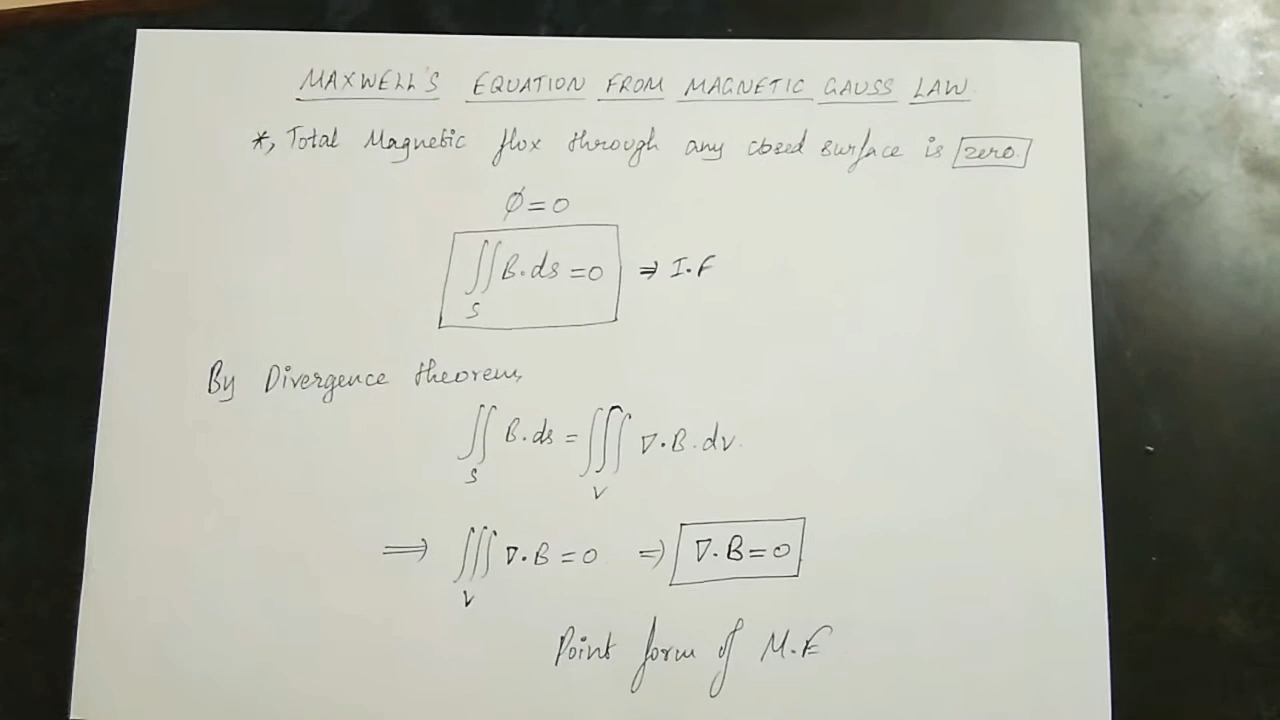 MAXWELL'S EQUATION FROM MAGNETIC GAUSS LAW
*, Total Magnetic flux through any closed surface is zero.
∅=0
∬B.ds=0 ⇒ I.F
S
By Divergence theorem,
∬B.ds=∭∇.B.dv.
S V
⟹ ∭∇.B=0 ⇒ ∇.B=0
V
Point form of M.E